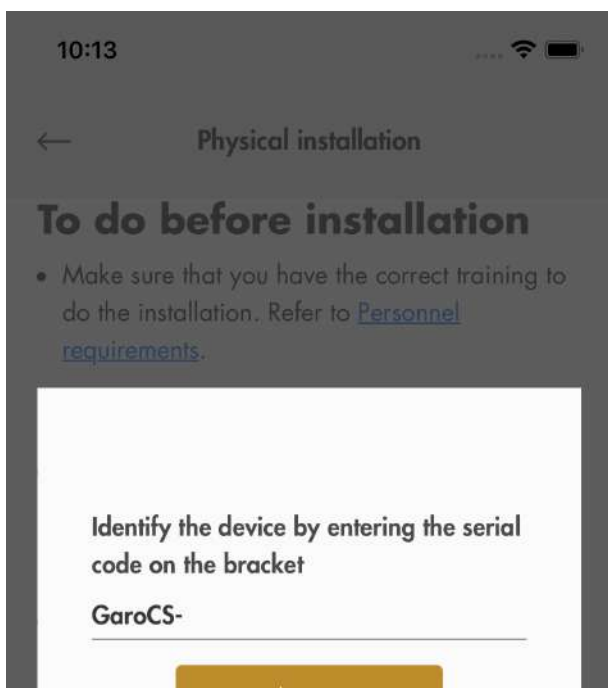 10:13
Physical installation
To do before installation
• Make sure that you have the correct training to
do the installation. Refer to Personnel
requirements.
Identify the device by entering the serial
code on the bracket
GaroCS-